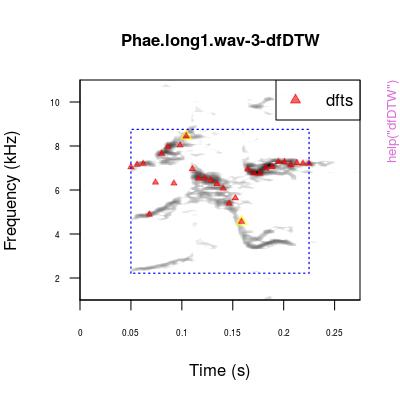 Phae.long1.wav-3-dfDTW
dfts
help("dfDTW")
Frequency (kHz)
10
8
6
4
2
0 0.05 0.1 0.15 0.2 0.25
Time (s)